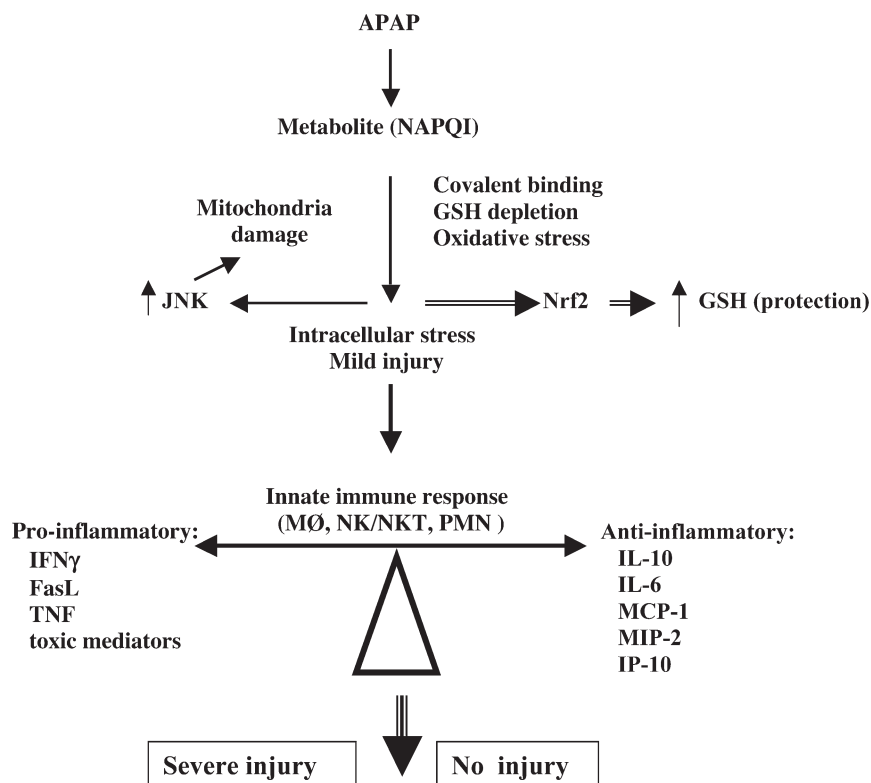 APAP
Metabolite (NAPQI)
Covalent binding
GSH depletion
Oxidative stress
Mitochondria
damage
JNK
Nrf2
GSH (protection)
Intracellular stress
Mild injury
Innate immune response
(MØ, NK/NKT, PMN )
Pro-inflammatory:
IFNγ
FasL
TNF
toxic mediators
Anti-inflammatory:
IL-10
IL-6
MCP-1
MIP-2
IP-10
Severe injury
No injury